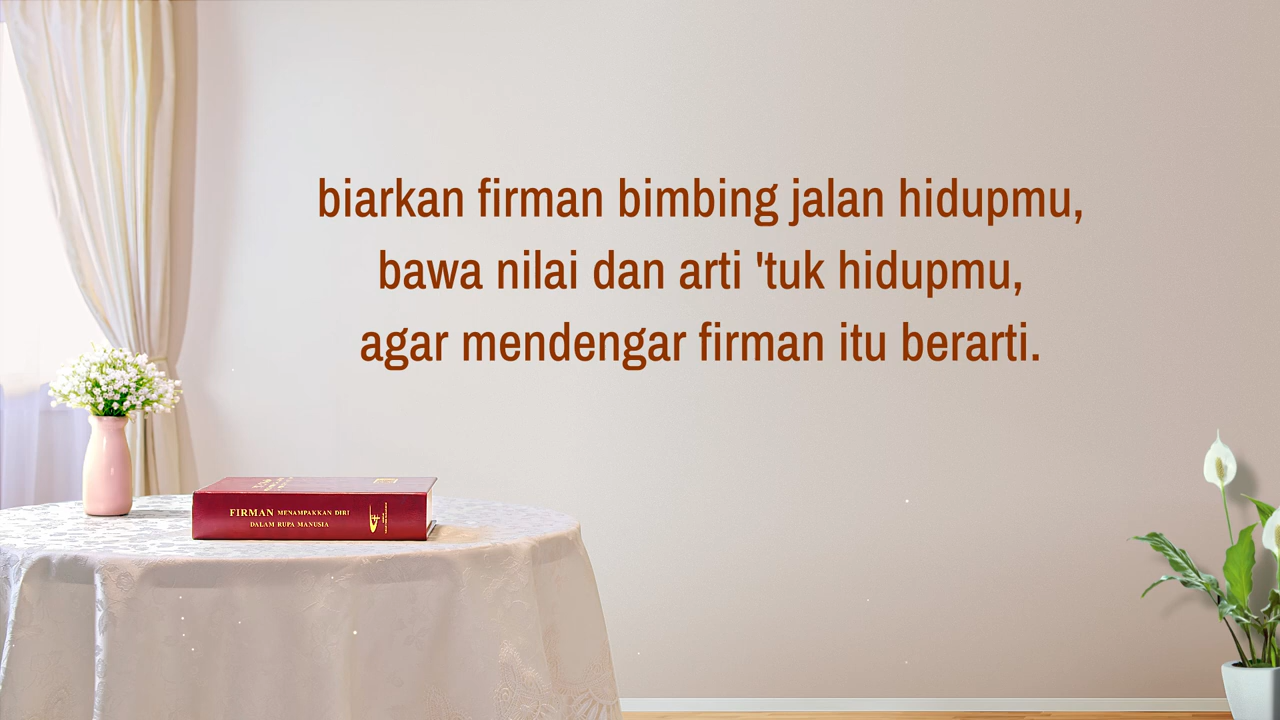 biarkan firman bimbing jalan hidupmu,
bawa nilai dan arti 'tuk hidupmu,
agar mendengar firman itu berarti.
FIRMAN MENAMPAKKAN DIRI
DALAM RUPA MANUSIA